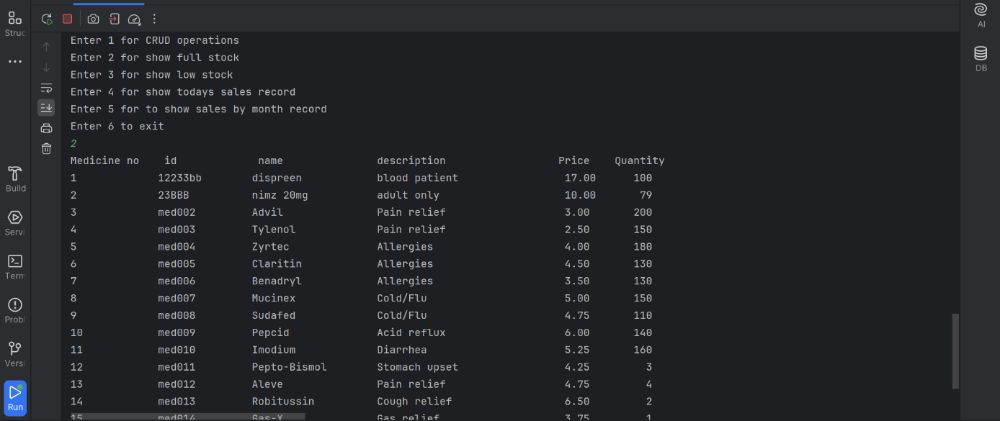 Struc
Enter 1 for CRUD operations
Enter 2 for show full stock
Enter 3 for show low stock
Enter 4 for show todays sales record
Enter 5 for to show sales by month record
Enter 6 to exit
2
Medicine no id name description Price Quantity
1 12233bb dispreen blood patient 17.00 100
2 23BBB nimz 20mg adult only 10.00 79
3 med002 Advil Pain relief 3.00 200
4 med003 Tylenol Pain relief 2.50 150
5 med004 Zyrtec Allergies 4.00 180
6 med005 Claritin Allergies 4.50 130
7 med006 Benadryl Allergies 3.50 130
8 med007 Mucinex Cold/Flu 5.00 150
9 med008 Sudafed Cold/Flu 4.75 110
10 med009 Pepcid Acid reflux 6.00 140
11 med010 Imodium Diarrhea 5.25 160
12 med011 Pepto-Bismol Stomach upset 4.25 3
13 med012 Aleve Pain relief 4.75 4
14 med013 Robitussin Cough relief 6.50 2
15 med014 Gas-X Gas relief 3.75 1
Build
Servi
Term
Probl
Versi
Run
AI
DB